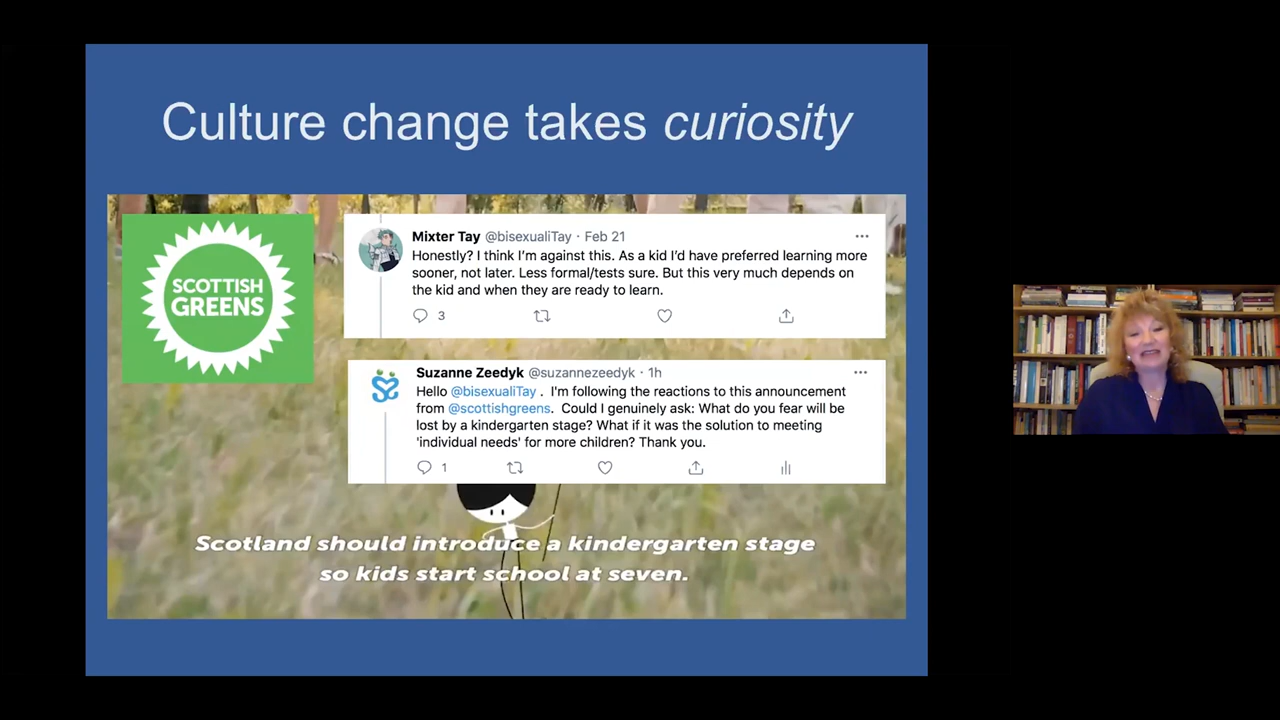 Culture change takes curiosity
SCOTTISH
GREENS
Mixter Tay @bisexualiTay · Feb 21
Honestly? I think I'm against this. As a kid I'd have preferred learning more
sooner, not later. Less formal/tests sure. But this very much depends on
the kid and when they are ready to learn.
3
Suzanne Zeedyk @suzannezeedyk · 1h
Hello @bisexualiTay . I'm following the reactions to this announcement
from @scottishgreens. Could I genuinely ask: What do you fear will be
lost by a kindergarten stage? What if it was the solution to meeting
'individual needs' for more children? Thank you.
1
Scotland should introduce a kindergarten stage
so kids start school at seven.